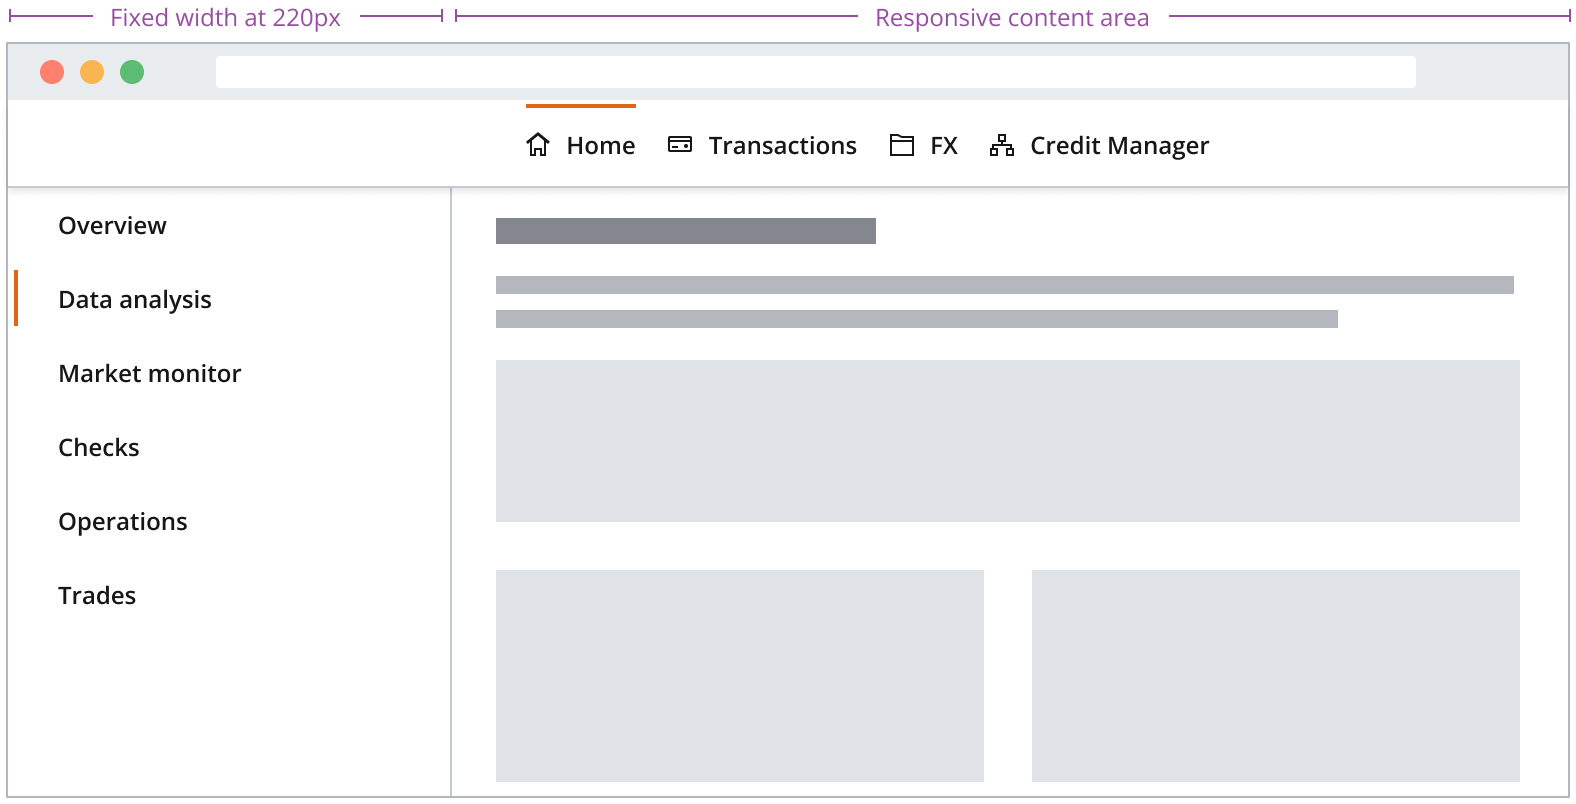 Fixed width at 220px
Responsive content area
Home Transactions FX Credit Manager
Overview
Data analysis
Market monitor
Checks
Operations
Trades